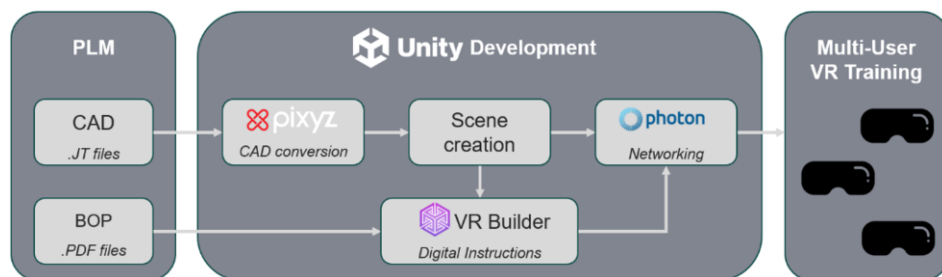 PLM
CAD
.JT files
BOP
.PDF files
Unity Development
pixyz
CAD conversion
Scene
creation
photon
Networking
VR Builder
Digital Instructions
Multi-User
VR Training